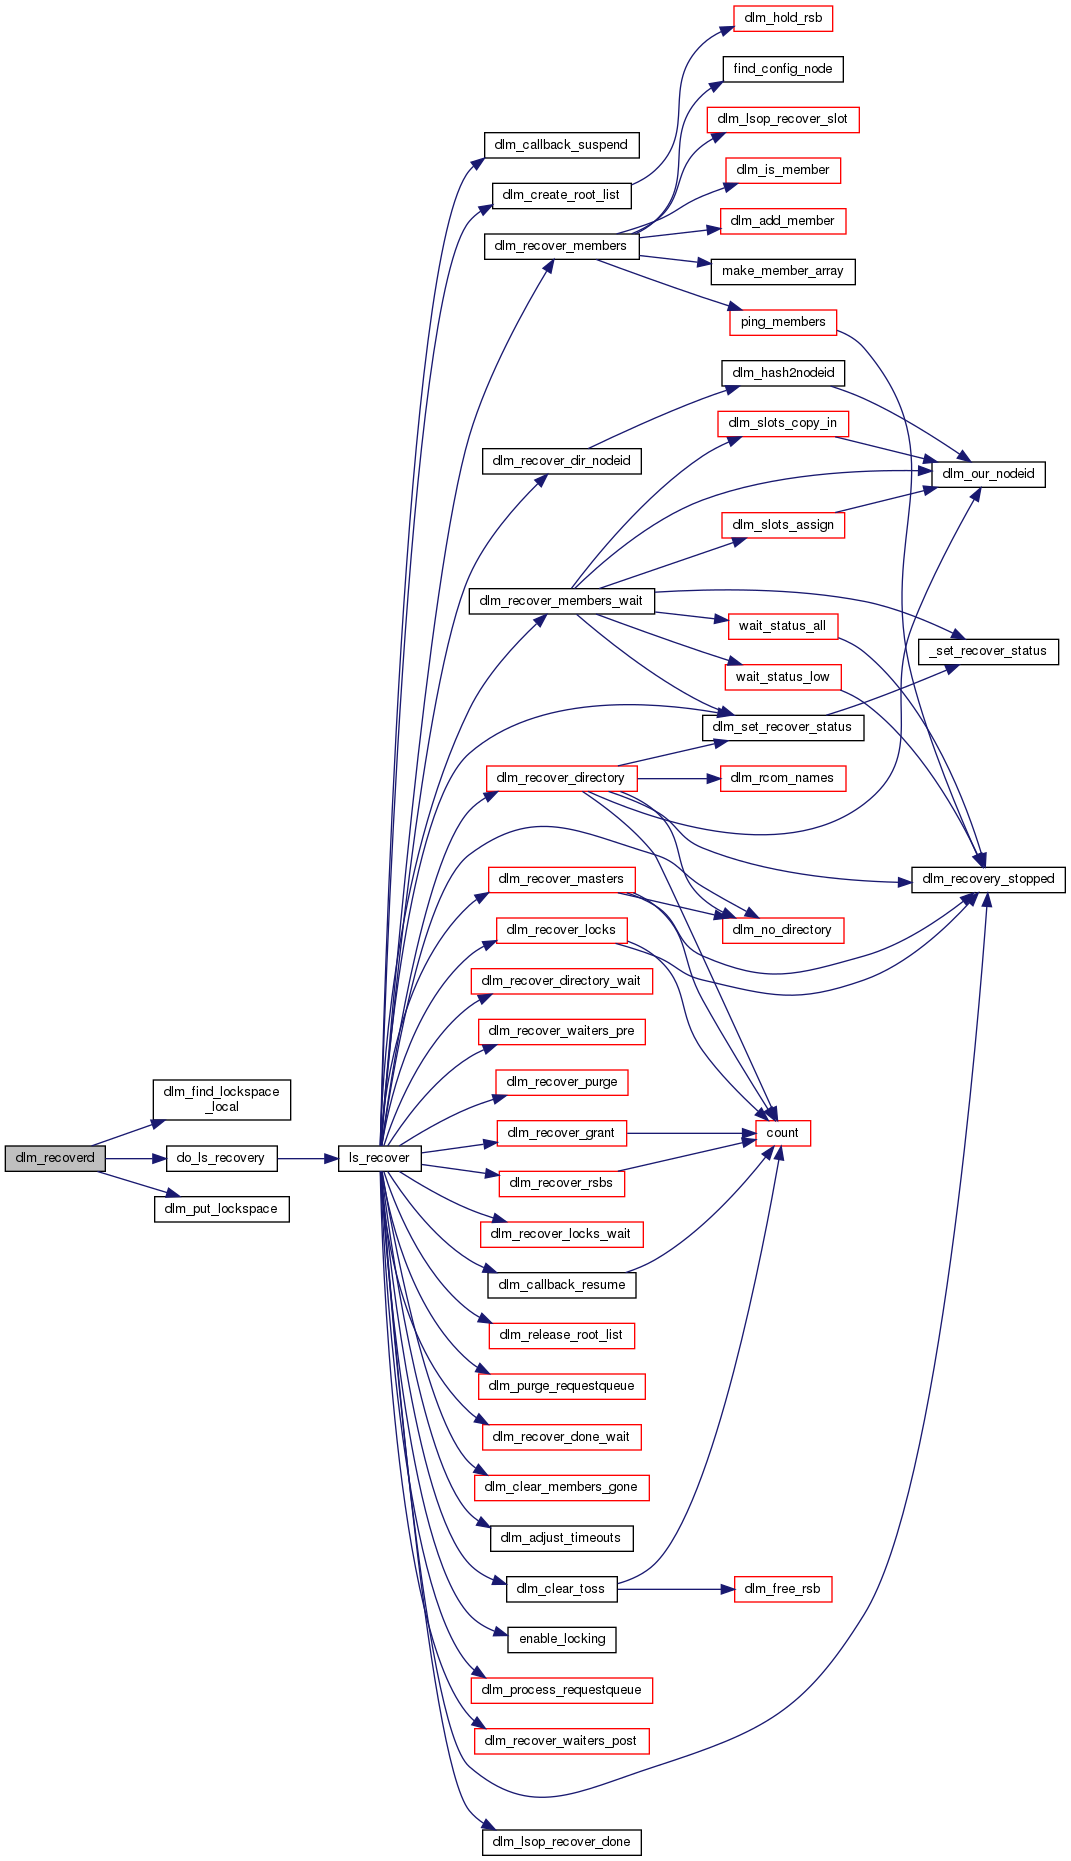 dlm_hold_rsb
find_config_node
dlm_lsop_recover_slot
dlm_callback_suspend
dlm_is_member
dlm_create_root_list
dlm_add_member
dlm_recover_members
make_member_array
ping_members
dlm_hash2nodeid
dlm_slots_copy_in
dlm_recover_dir_nodeid
dlm_our_nodeid
dlm_slots_assign
dlm_recover_members_wait
wait_status_all
_set_recover_status
wait_status_low
dlm_set_recover_status
dlm_recover_directory
dlm_rcom_names
dlm_recover_masters
dlm_recovery_stopped
dlm_recover_locks
dlm_no_directory
dlm_recover_directory_wait
dlm_recover_waiters_pre
dlm_recover_purge
dlm_find_lockspace
_local
dlm_recover_grant
count
dlm_recoverd
do_ls_recovery
ls_recover
dlm_recover_rsbs
dlm_put_lockspace
dlm_recover_locks_wait
dlm_callback_resume
dlm_release_root_list
dlm_purge_requestqueue
dlm_recover_done_wait
dlm_clear_members_gone
dlm_adjust_timeouts
dlm_clear_toss
dlm_free_rsb
enable_locking
dlm_process_requestqueue
dlm_recover_waiters_post
dlm_lsop_recover_done